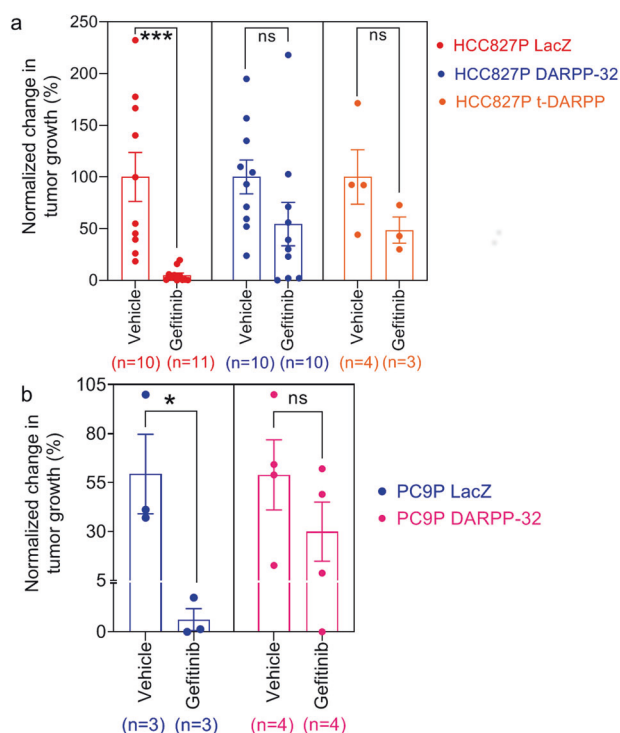 a
Normalized change in
tumor growth (%)
250
200
150
100
50
0
***
ns
ns
HCC827P LacZ
HCC827P DARPP-32
HCC827P t-DARPP
Vehicle
Gefitinib
Vehicle
Gefitinib
Vehicle
Gefitinib
(n=10) (n=11) (n=10) (n=10) (n=4) (n=3)
b
Normalized change in
tumor growth (%)
105
80
55
30
5
0
*
ns
PC9P LacZ
PC9P DARPP-32
Vehicle
Gefitinib
Vehicle
Gefitinib
(n=3) (n=3) (n=4) (n=4)